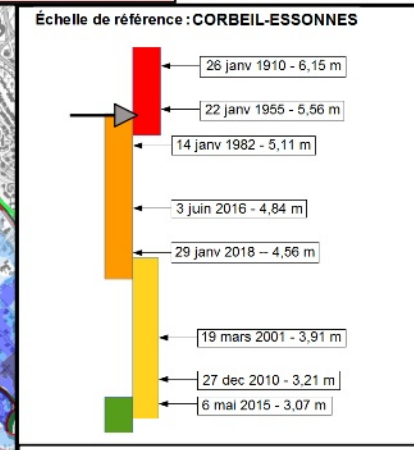 Échelle de référence : CORBEIL-ESSONNES
26 janv 1910 - 6,15 m
22 janv 1955 - 5,56 m
14 janv 1982 - 5,11 m
3 juin 2016 - 4,84 m
29 janv 2018 -- 4,56 m
19 mars 2001 - 3,91 m
27 dec 2010 - 3,21 m
6 mai 2015 - 3,07 m